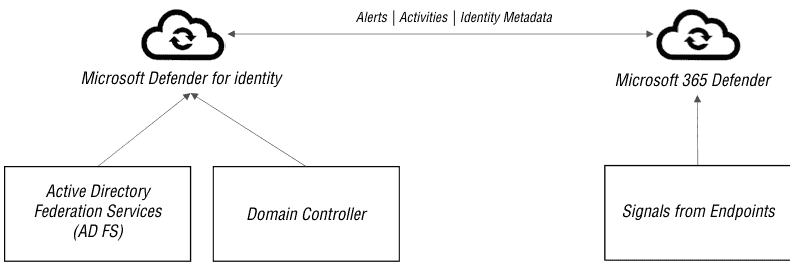 Alerts | Activities | Identity Metadata
Microsoft Defender for identity
Microsoft 365 Defender
Active Directory
Federation Services
(AD FS)
Domain Controller
Signals from Endpoints